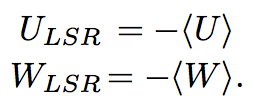 U_{LSR} = −⟨U⟩
W_{LSR} = −⟨W⟩.